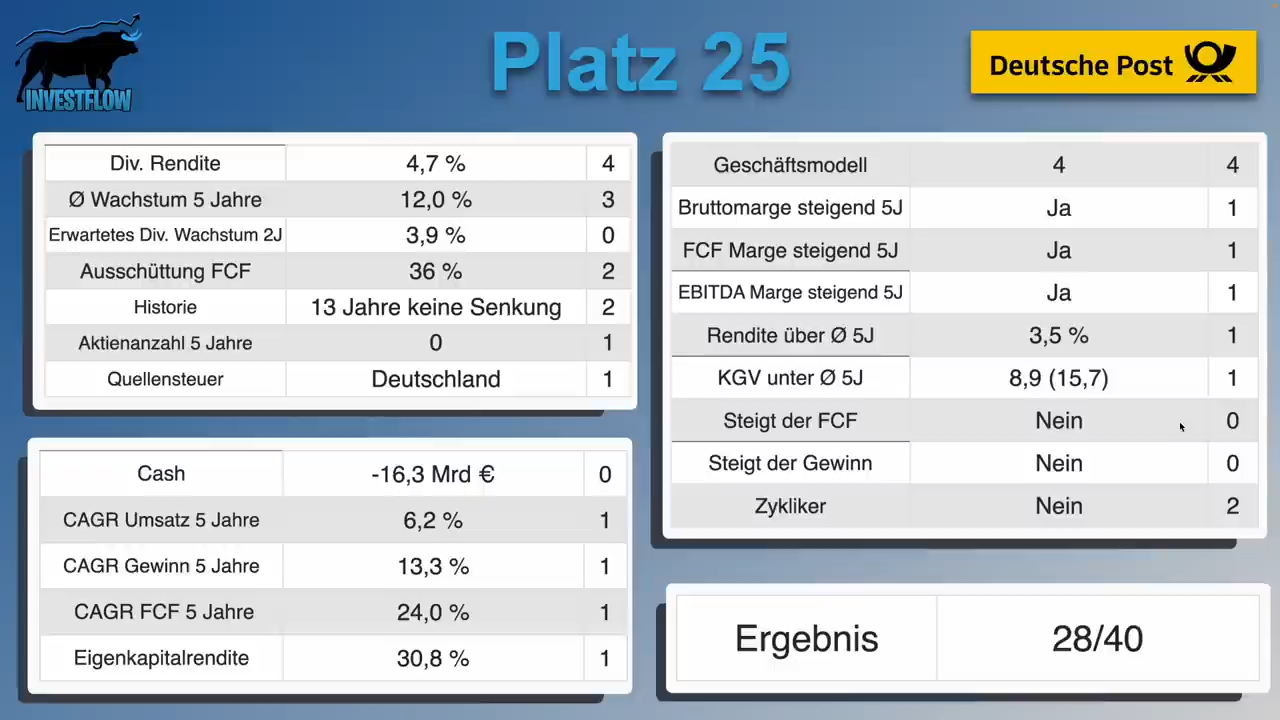 INVESTFLOW
Platz 25
Deutsche Post
Div. Rendite 4,7 % 4
Ø Wachstum 5 Jahre 12,0 % 3
Erwartetes Div. Wachstum 2J 3,9 % 0
Ausschüttung FCF 36 % 2
Historie 13 Jahre keine Senkung 2
Aktienanzahl 5 Jahre 0 1
Quellensteuer Deutschland 1
Cash -16,3 Mrd € 0
CAGR Umsatz 5 Jahre 6,2 % 1
CAGR Gewinn 5 Jahre 13,3 % 1
CAGR FCF 5 Jahre 24,0 % 1
Eigenkapitalrendite 30,8 % 1
Geschäftsmodell 4 4
Bruttomarge steigend 5J Ja 1
FCF Marge steigend 5J Ja 1
EBITDA Marge steigend 5J Ja 1
Rendite über Ø 5J 3,5 % 1
KGV unter Ø 5J 8,9 (15,7) 1
Steigt der FCF Nein 0
Steigt der Gewinn Nein 0
Zykliker Nein 2
Ergebnis 28/40